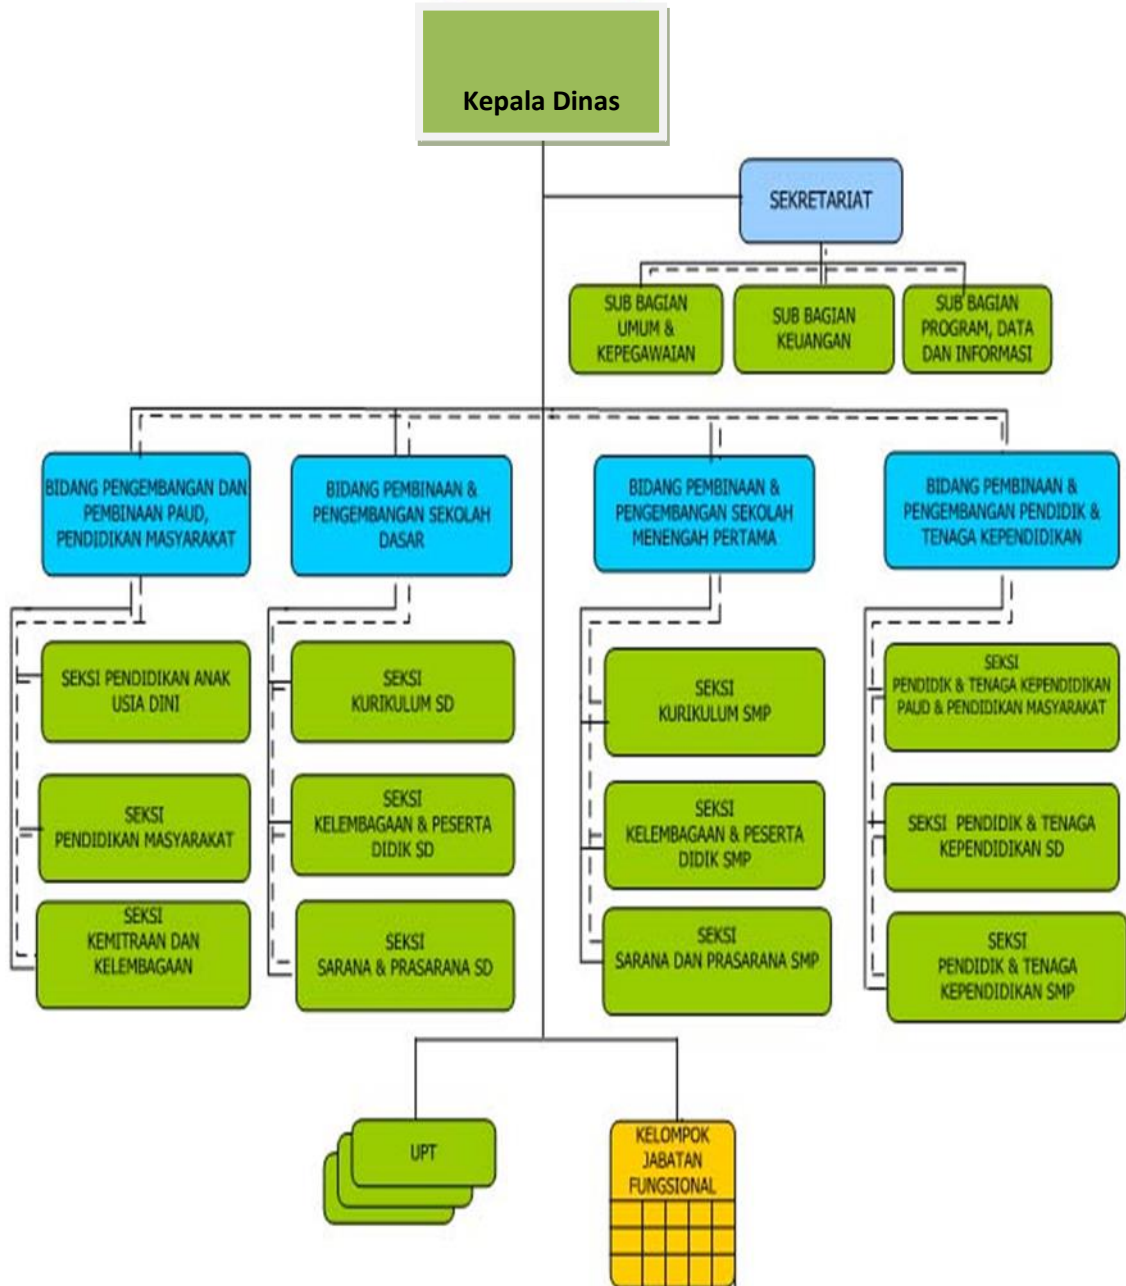 Kepala Dinas
SEKRETARIAT
SUB BAGIAN
UMUM &
KEPEGAWAIAN
SUB BAGIAN
KEUANGAN
SUB BAGIAN
PROGRAM, DATA
DAN INFORMASI
BIDANG PENGEMBANGAN DAN
PEMBINAAN PAUD,
PENDIDIKAN MASYARAKAT
BIDANG PEMBINAAN &
PENGEMBANGAN SEKOLAH
DASAR
BIDANG PEMBINAAN &
PENGEMBANGAN SEKOLAH
MENENGAH PERTAMA
BIDANG PEMBINAAN &
PENGEMBANGAN PENDIDIK &
TENAGA KEPENDIDIKAN
SEKSI PENDIDIKAN ANAK
USIA DINI
SEKSI
PENDIDIKAN MASYARAKAT
SEKSI
KEMITRAAN DAN
KELEMBAGAAN
SEKSI
KURIKULUM SD
SEKSI
KELEMBAGAAN & PESERTA
DIDIK SD
SEKSI
SARANA & PRASARANA SD
SEKSI
KURIKULUM SMP
SEKSI
KELEMBAGAAN & PESERTA
DIDIK SMP
SEKSI
SARANA DAN PRASARANA SMP
SEKSI
PENDIDIK & TENAGA KEPENDIDIKAN
PAUD & PENDIDIKAN MASYARAKAT
SEKSI PENDIDIK & TENAGA
KEPENDIDIKAN SD
SEKSI
PENDIDIK & TENAGA
KEPENDIDIKAN SMP
UPT
KELOMPOK
JABATAN
FUNGSIONAL